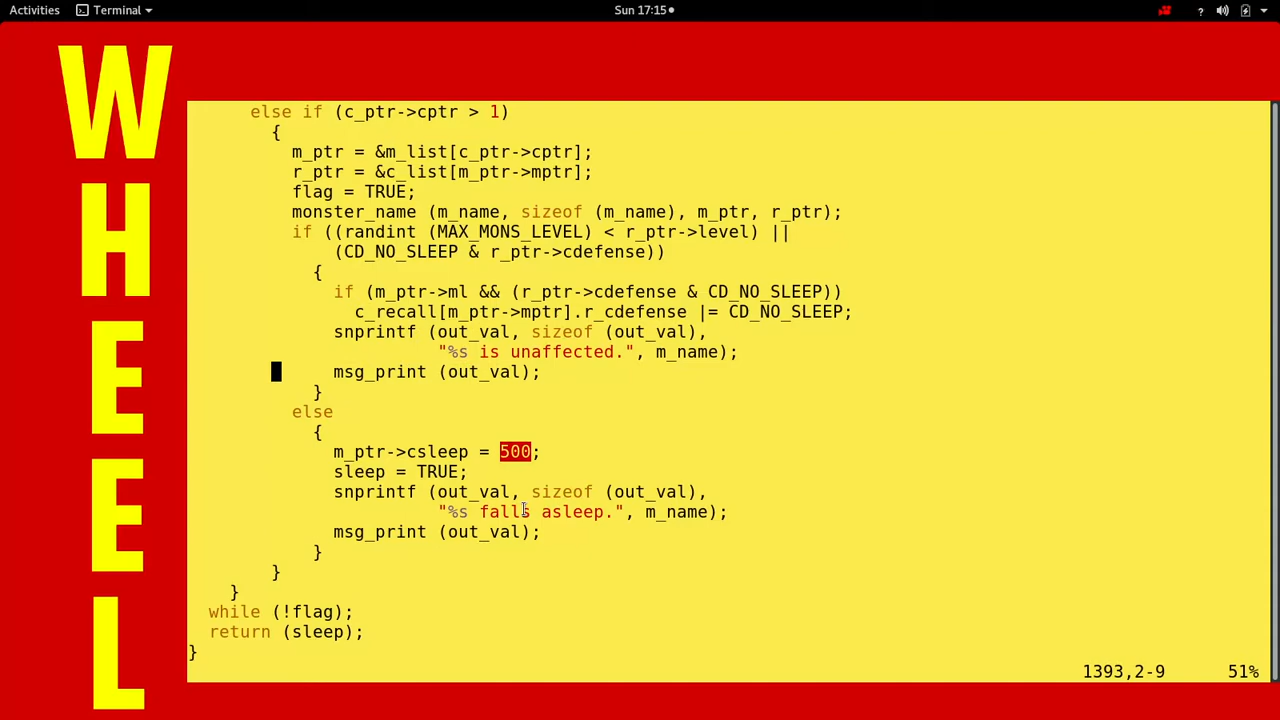 Activities Terminal Sun 17:15 ?
WHEEL
else if (c_ptr->cptr > 1)
{
m_ptr = &m_list[c_ptr->cptr];
r_ptr = &c_list[m_ptr->mptr];
flag = TRUE;
monster_name (m_name, sizeof (m_name), m_ptr, r_ptr);
if ((randint (MAX_MONS_LEVEL) < r_ptr->level) ||
(CD_NO_SLEEP & r_ptr->cdefense))
{
if (m_ptr->ml && (r_ptr->cdefense & CD_NO_SLEEP))
c_recall[m_ptr->mptr].r_cdefense |= CD_NO_SLEEP;
snprintf (out_val, sizeof (out_val),
"%s is unaffected.", m_name);
msg_print (out_val);
}
else
{
m_ptr->csleep = 500;
sleep = TRUE;
snprintf (out_val, sizeof (out_val),
"%s falls asleep.", m_name);
msg_print (out_val);
}
}
}
while (!flag);
return (sleep);
}
1393,2-9 51%